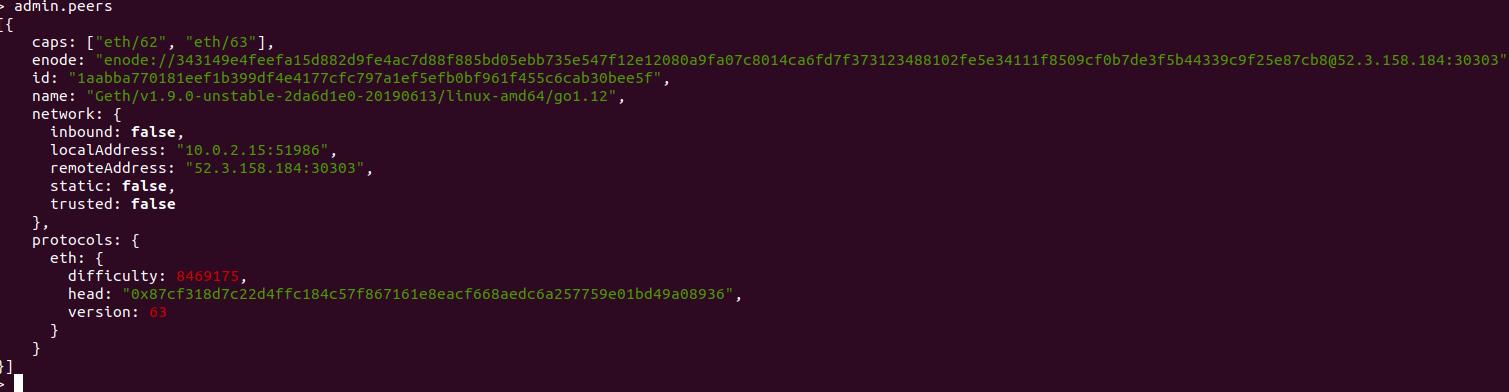 > admin.peers
[{
caps: ["eth/62", "eth/63"],
enode: "enode://343149e4feefa15d882d9fe4ac7d88f885bd05ebb735e547f12e12080a9fa07c8014ca6fd7f373123488102fe5e34111f8509cf0b7de3f5b44339c9f25e87cb8@52.3.158.184:30303"
id: "1aabba770181eef1b399df4e4177cfc797a1ef5efb0bf961f455c6cab30bee5f",
name: "Geth/v1.9.0-unstable-2da6d1e0-20190613/linux-amd64/go1.12",
network: {
inbound: false,
localAddress: "10.0.2.15:51986",
remoteAddress: "52.3.158.184:30303",
static: false,
trusted: false
},
protocols: {
eth: {
difficulty: 8469175,
head: "0x87cf318d7c22d4ffc184c57f867161e8eacf668aedc6a257759e01bd49a08936",
version: 63
}
}
}]
>